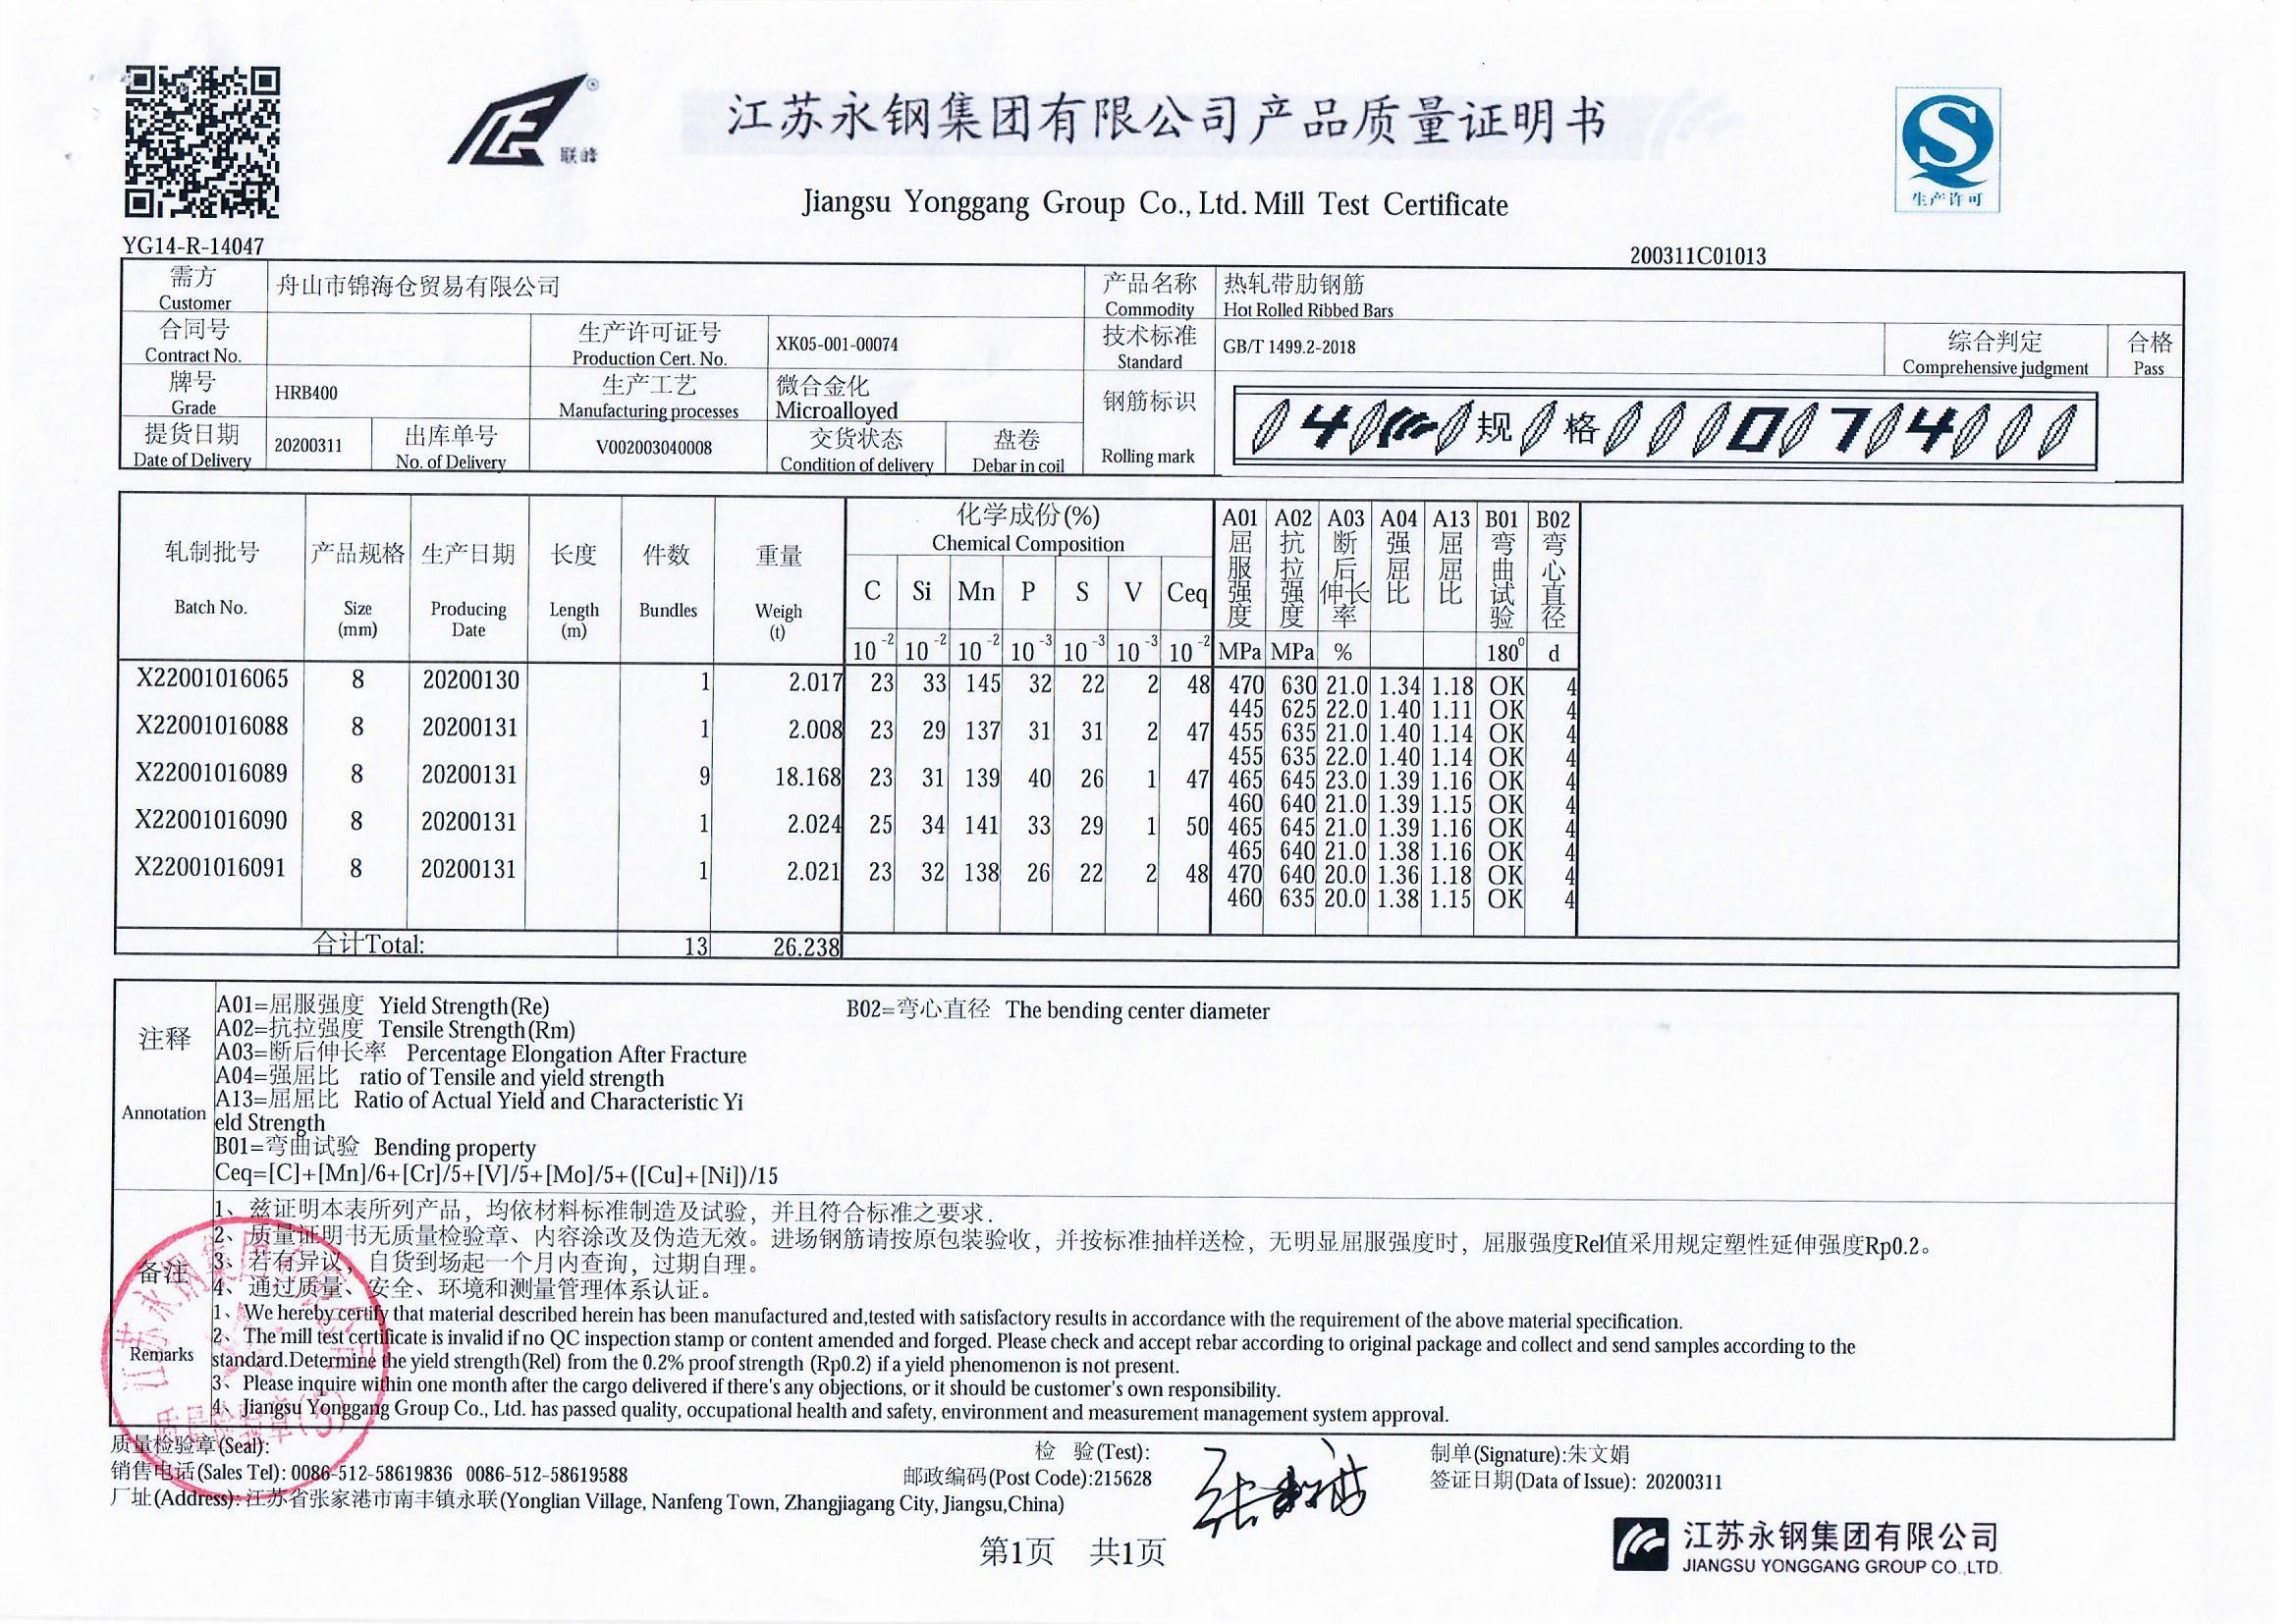 联峰
江苏永钢集团有限公司产品质量证明书
Jiangsu Yonggang Group Co., Ltd. Mill Test Certificate
生产许可
YG14-R-14047
200311C01013
需方 Customer 舟山市锦海仓贸易有限公司 产品名称 Commodity 热轧带肋钢筋 Hot Rolled Ribbed Bars
合同号 Contract No. 生产许可证号 Production Cert. No. XK05-001-00074 技术标准 Standard GB/T 1499.2-2018 综合判定 Comprehensive judgment 合格 Pass
牌号 Grade HRB400 生产工艺 Manufacturing processes 微合金化 Microalloyed 钢筋标识 Rolling mark 4 规 格 0 7 4
提货日期 Date of Delivery 20200311 出库单号 No. of Delivery V002003040008 交货状态 Condition of delivery 盘卷 Debar in coil
轧制批号 Batch No. 产品规格 Size (mm) 生产日期 Producing Date 长度 Length (m) 件数 Bundles 重量 Weigh (t) 化学成份(%) Chemical Composition A01 屈服强度 A02 抗拉强度 A03 断后伸长率 A04 强屈比 A13 屈屈比 B01 弯曲试验 B02 弯心直径
C Si Mn P S V Ceq
10-2 10-2 10-2 10-3 10-3 10-3 10-2 MPa MPa % 180° d
X22001016065 8 20200130 1 2.017 23 33 145 32 22 2 48 470 630 21.0 1.34 1.18 OK 4
445 625 22.0 1.40 1.11 OK 4
X22001016088 8 20200131 1 2.008 23 29 137 31 31 2 47 455 635 21.0 1.40 1.14 OK 4
455 635 22.0 1.40 1.14 OK 4
X22001016089 8 20200131 9 18.168 23 31 139 40 26 1 47 465 645 23.0 1.39 1.16 OK 4
460 640 21.0 1.39 1.15 OK 4
X22001016090 8 20200131 1 2.024 25 34 141 33 29 1 50 465 645 21.0 1.39 1.16 OK 4
465 640 21.0 1.38 1.16 OK 4
X22001016091 8 20200131 1 2.021 23 32 138 26 22 2 48 470 640 20.0 1.36 1.18 OK 4
460 635 20.0 1.38 1.15 OK 4
合计Total: 13 26.238
注释 Annotation
A01=屈服强度 Yield Strength(Re) B02=弯心直径 The bending center diameter
A02=抗拉强度 Tensile Strength(Rm)
A03=断后伸长率 Percentage Elongation After Fracture
A04=强屈比 ratio of Tensile and yield strength
A13=屈屈比 Ratio of Actual Yield and Characteristic Yi
eld Strength
B01=弯曲试验 Bending property
Ceq=[C]+[Mn]/6+[Cr]/5+[V]/5+[Mo]/5+([Cu]+[Ni])/15
备注 Remarks
1、兹证明本表所列产品，均依材料标准制造及试验，并且符合标准之要求.
2、质量证明书无质量检验章、内容涂改及伪造无效。进场钢筋请按原包装验收，并按标准抽样送检，无明显屈服强度时，屈服强度Rel值采用规定塑性延伸强度Rp0.2。
3、若有异议，自货到场起一个月内查询，过期自理。
4、通过质量、安全、环境和测量管理体系认证。
1、We hereby certify that material described herein has been manufactured and,tested with satisfactory results in accordance with the requirement of the above material specification.
2、The mill test certificate is invalid if no QC inspection stamp or content amended and forged. Please check and accept rebar according to original package and collect and send samples according to the
standard.Determine the yield strength(Rel) from the 0.2% proof strength (Rp0.2) if a yield phenomenon is not present.
3、Please inquire within one month after the cargo delivered if there's any objections, or it should be customer's own responsibility.
4、Jiangsu Yonggang Group Co., Ltd. has passed quality, occupational health and safety, environment and measurement management system approval.
质量检验章(Seal): 检 验(Test): 制单(Signature):朱文娟
销售电话(Sales Tel): 0086-512-58619836 0086-512-58619588 邮政编码(Post Code):215628 签证日期(Data of Issue): 20200311
厂址(Address): 江苏省张家港市南丰镇永联(Yonglian Village, Nanfeng Town, Zhangjiagang City, Jiangsu,China)
第1页 共1页
江苏永钢集团有限公司
JIANGSU YONGGANG GROUP CO.,LTD.